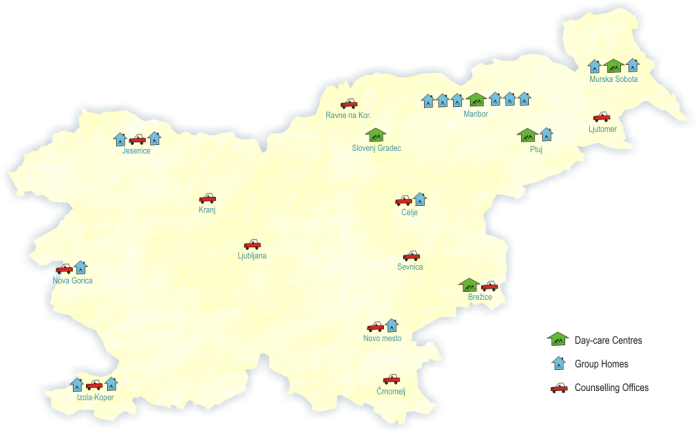 Murska Sobota
Ravne na Kor.
Maribor
Ljutomer
Slovenj Gradec
Ptuj
Jesenice
Kranj
Celje
Ljubljana
Sevnica
Nova Gorica
Brežice
Novo mesto
Črnomelj
Izola-Koper
Day-care Centres
Group Homes
Counselling Offices